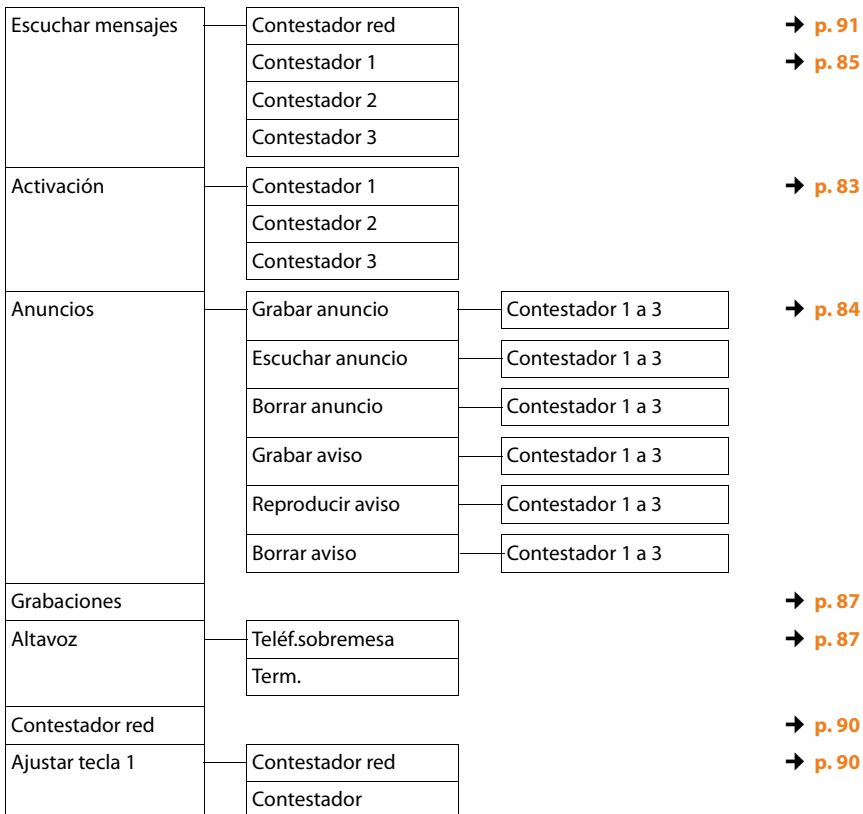 Escuchar mensajes Contestador red → p. 91
Contestador 1 → p. 85
Contestador 2
Contestador 3
Activación Contestador 1 → p. 83
Contestador 2
Contestador 3
Anuncios Grabar anuncio Contestador 1 a 3 → p. 84
Escuchar anuncio Contestador 1 a 3
Borrar anuncio Contestador 1 a 3
Grabar aviso Contestador 1 a 3
Reproducir aviso Contestador 1 a 3
Borrar aviso Contestador 1 a 3
Grabaciones → p. 87
Altavoz Teléf.sobremesa → p. 87
Term.
Contestador red → p. 90
Ajustar tecla 1 Contestador red → p. 90
Contestador